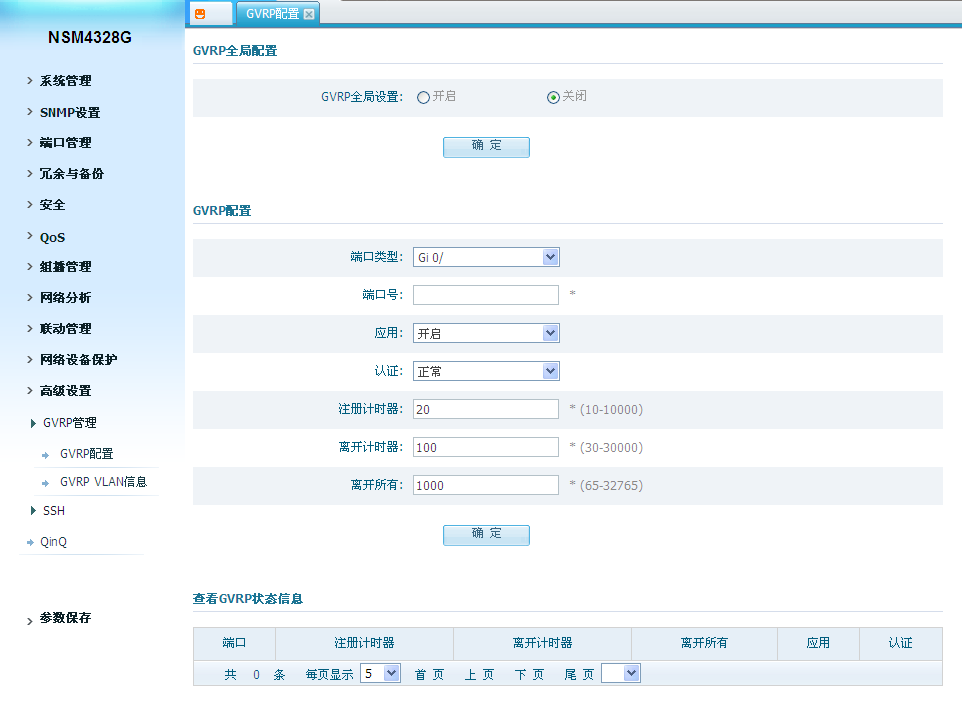 NSM4328G
系统管理
SNMP设置
端口管理
冗余与备份
安全
QoS
组播管理
网络分析
联动管理
网络设备保护
高级设置
GVRP管理
GVRP配置
GVRP VLAN信息
SSH
QinQ
参数保存
GVRP配置
GVRP全局配置
GVRP全局设置: 开启 关闭
确 定
GVRP配置
端口类型: Gi 0/
端口号: *
应用: 开启
认证: 正常
注册计时器: 20 * (10-10000)
离开计时器: 100 * (30-30000)
离开所有: 1000 * (65-32765)
确 定
查看GVRP状态信息
端口 注册计时器 离开计时器 离开所有 应用 认证
共 0 条 每页显示 5 首 页 上 页 下 页 尾 页